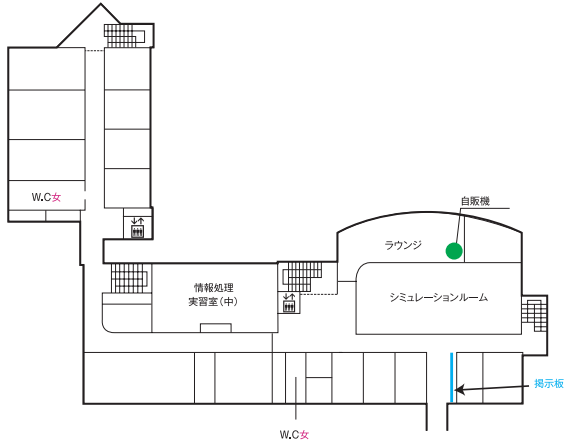 W.C女
自販機
ラウンジ
情報処理
実習室(中)
シミュレーションルーム
掲示板
W.C女